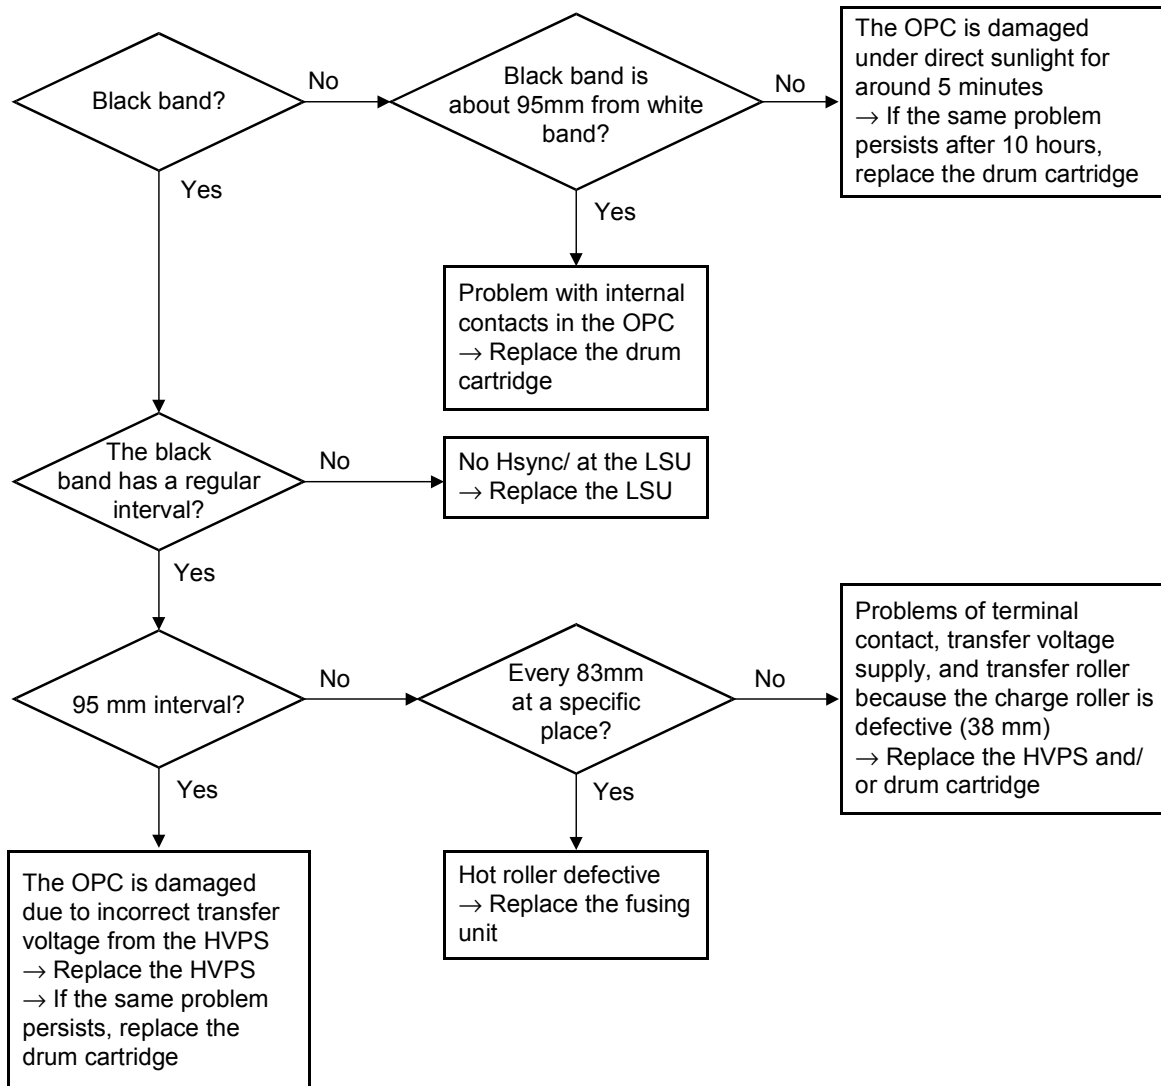 Black band?
No
Black band is
about 95mm from white
band?
No
The OPC is damaged
under direct sunlight for
around 5 minutes
→ If the same problem
persists after 10 hours,
replace the drum cartridge
Yes
Yes
Problem with internal
contacts in the OPC
→ Replace the drum
cartridge
The black
band has a regular
interval?
No
No Hsync/ at the LSU
→ Replace the LSU
Yes
95 mm interval?
No
Every 83mm
at a specific
place?
No
Problems of terminal
contact, transfer voltage
supply, and transfer roller
because the charge roller is
defective (38 mm)
→ Replace the HVPS and/
or drum cartridge
Yes
Yes
The OPC is damaged
due to incorrect transfer
voltage from the HVPS
→ Replace the HVPS
→ If the same problem
persists, replace the
drum cartridge
Hot roller defective
→ Replace the fusing
unit